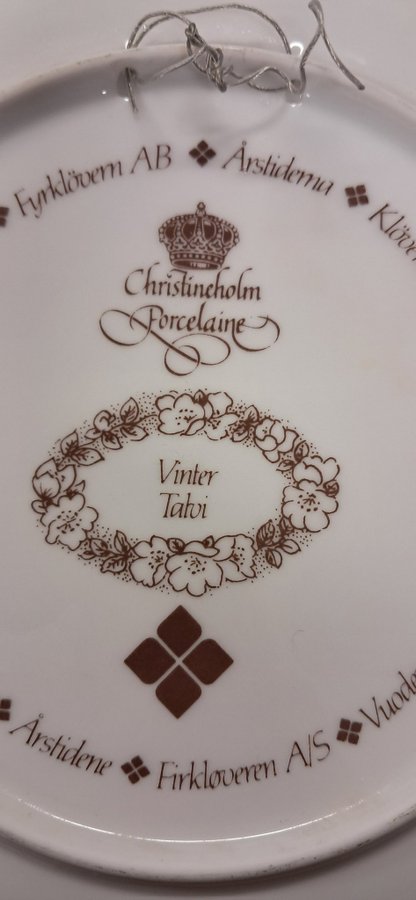 Fyrklövern AB Årstiderna
Christineholm
Porcelaine
Vinter
Talvi
Årstidene Firkløveren A/S